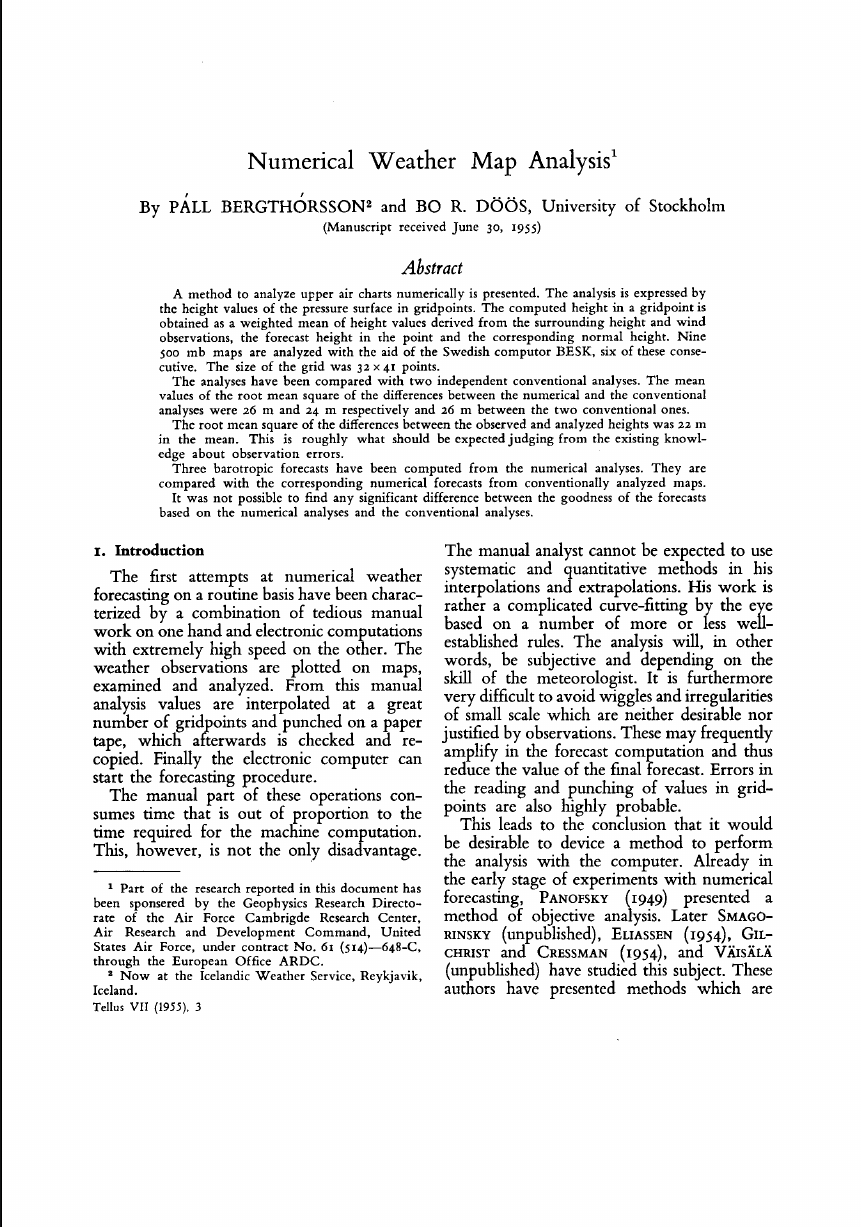 Numerical Weather Map Analysis¹
By PÁLL BERGTHÓRSSON² and BO R. DÖÖS, University of Stockholm
(Manuscript received June 30, 1955)
Abstract
A method to analyze upper air charts numerically is presented. The analysis is expressed by
the height values of the pressure surface in gridpoints. The computed height in a gridpoint is
obtained as a weighted mean of height values derived from the surrounding height and wind
observations, the forecast height in the point and the corresponding normal height. Nine
500 mb maps are analyzed with the aid of the Swedish computor BESK, six of these conse-
cutive. The size of the grid was 32 × 41 points.
The analyses have been compared with two independent conventional analyses. The mean
values of the root mean square of the differences between the numerical and the conventional
analyses were 26 m and 24 m respectively and 26 m between the two conventional ones.
The root mean square of the differences between the observed and analyzed heights was 22 m
in the mean. This is roughly what should be expected judging from the existing knowl-
edge about observation errors.
Three barotropic forecasts have been computed from the numerical analyses. They are
compared with the corresponding numerical forecasts from conventionally analyzed maps.
It was not possible to find any significant difference between the goodness of the forecasts
based on the numerical analyses and the conventional analyses.
1. Introduction
The first attempts at numerical weather
forecasting on a routine basis have been charac-
terized by a combination of tedious manual
work on one hand and electronic computations
with extremely high speed on the other. The
weather observations are plotted on maps,
examined and analyzed. From this manual
analysis values are interpolated at a great
number of gridpoints and punched on a paper
tape, which afterwards is checked and re-
copied. Finally the electronic computer can
start the forecasting procedure.
The manual part of these operations con-
sumes time that is out of proportion to the
time required for the machine computation.
This, however, is not the only disadvantage.
¹ Part of the research reported in this document has
been sponsered by the Geophysics Research Directo-
rate of the Air Force Cambrigde Research Center,
Air Research and Development Command, United
States Air Force, under contract No. 61 (514)—648-C,
through the European Office ARDC.
² Now at the Icelandic Weather Service, Reykjavik,
Iceland.
Tellus VII (1955), 3
The manual analyst cannot be expected to use
systematic and quantitative methods in his
interpolations and extrapolations. His work is
rather a complicated curve-fitting by the eye
based on a number of more or less well-
established rules. The analysis will, in other
words, be subjective and depending on the
skill of the meteorologist. It is furthermore
very difficult to avoid wiggles and irregularities
of small scale which are neither desirable nor
justified by observations. These may frequently
amplify in the forecast computation and thus
reduce the value of the final forecast. Errors in
the reading and punching of values in grid-
points are also highly probable.
This leads to the conclusion that it would
be desirable to device a method to perform
the analysis with the computer. Already in
the early stage of experiments with numerical
forecasting, PANOFSKY (1949) presented a
method of objective analysis. Later SMAGO-
RINSKY (unpublished), ELIASSEN (1954), GIL-
CHRIST and CRESSMAN (1954), and VÄISÄLÄ
(unpublished) have studied this subject. These
authors have presented methods which are